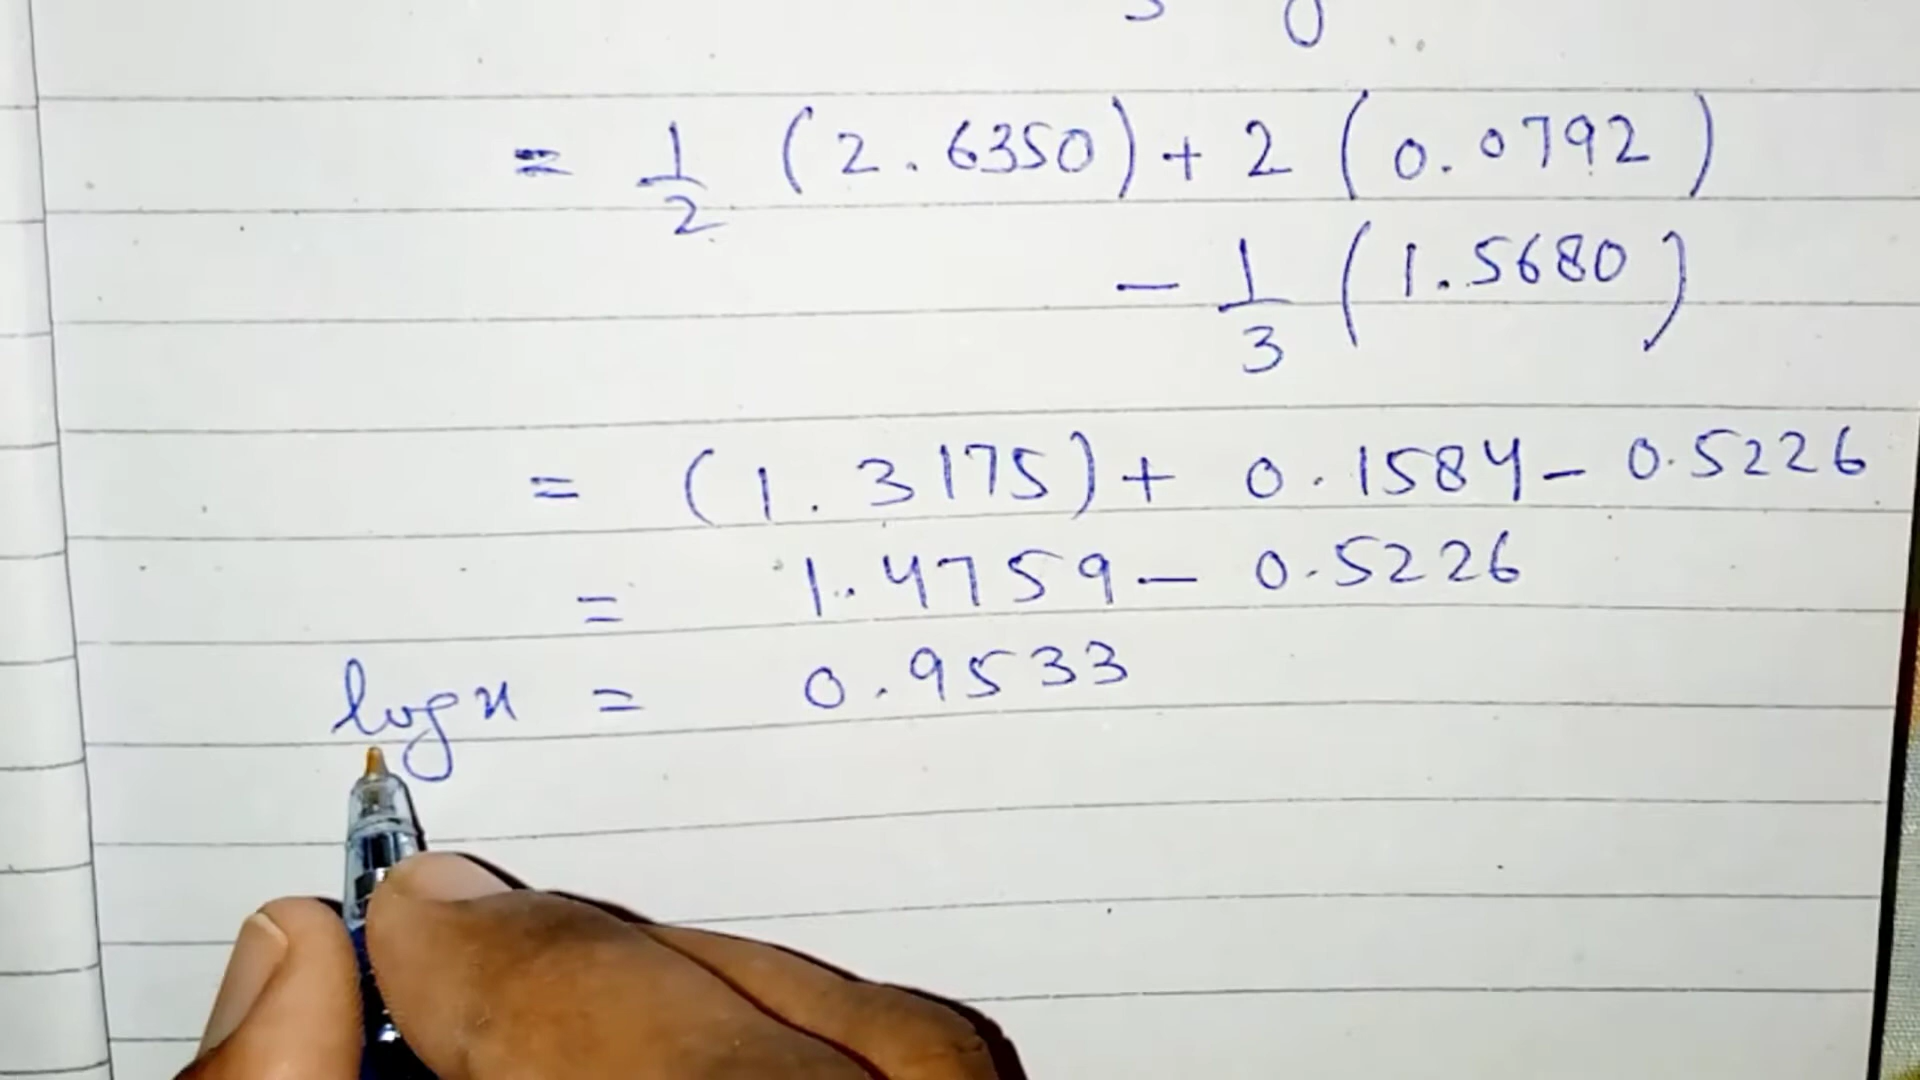 = 1/2 (2.6350) + 2 (0.0792)
- 1/3 (1.5680)
= (1.3175) + 0.1584 - 0.5226
= 1.4759 - 0.5226
log x = 0.9533